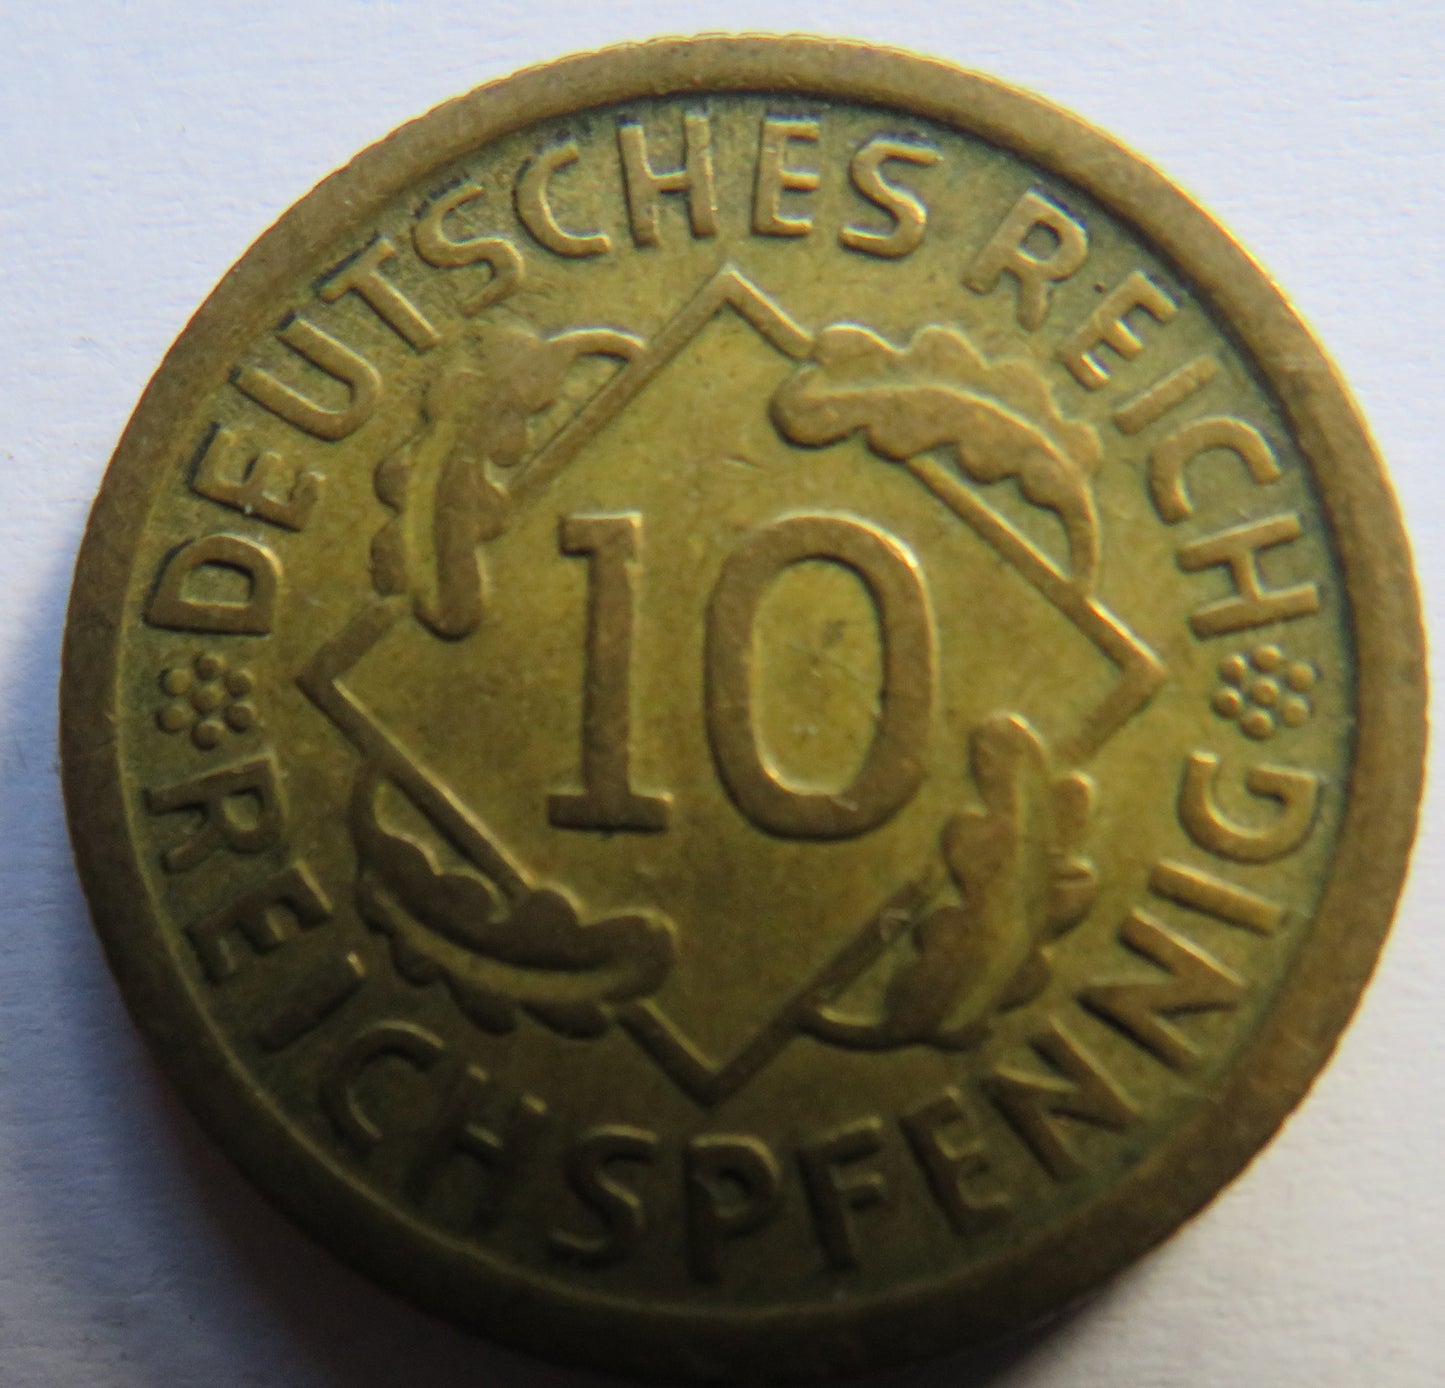 DEUTSCHES REICH
10
REICHSPFENNIG